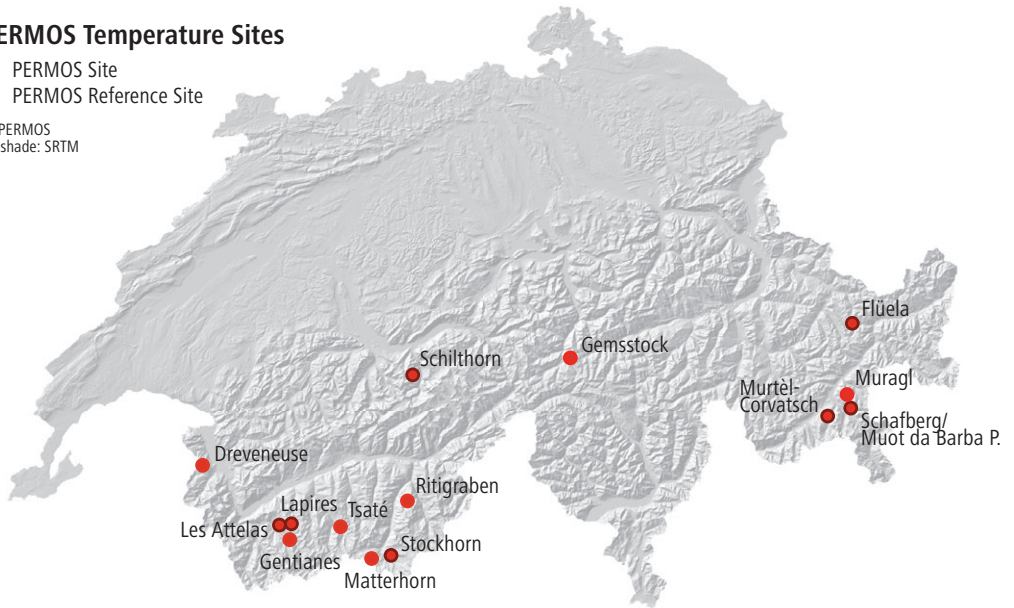 ERMOS Temperature Sites
PERMOS Site
PERMOS Reference Site
PERMOS
shade: SRTM
Flüela
Gemsstock
Schilthorn
Muragl
Murtèl-
Corvatsch
Schafberg/
Muot da Barba P.
Dreveneuse
Ritigraben
Lapires
Tsaté
Les Attelas
Stockhorn
Gentianes
Matterhorn